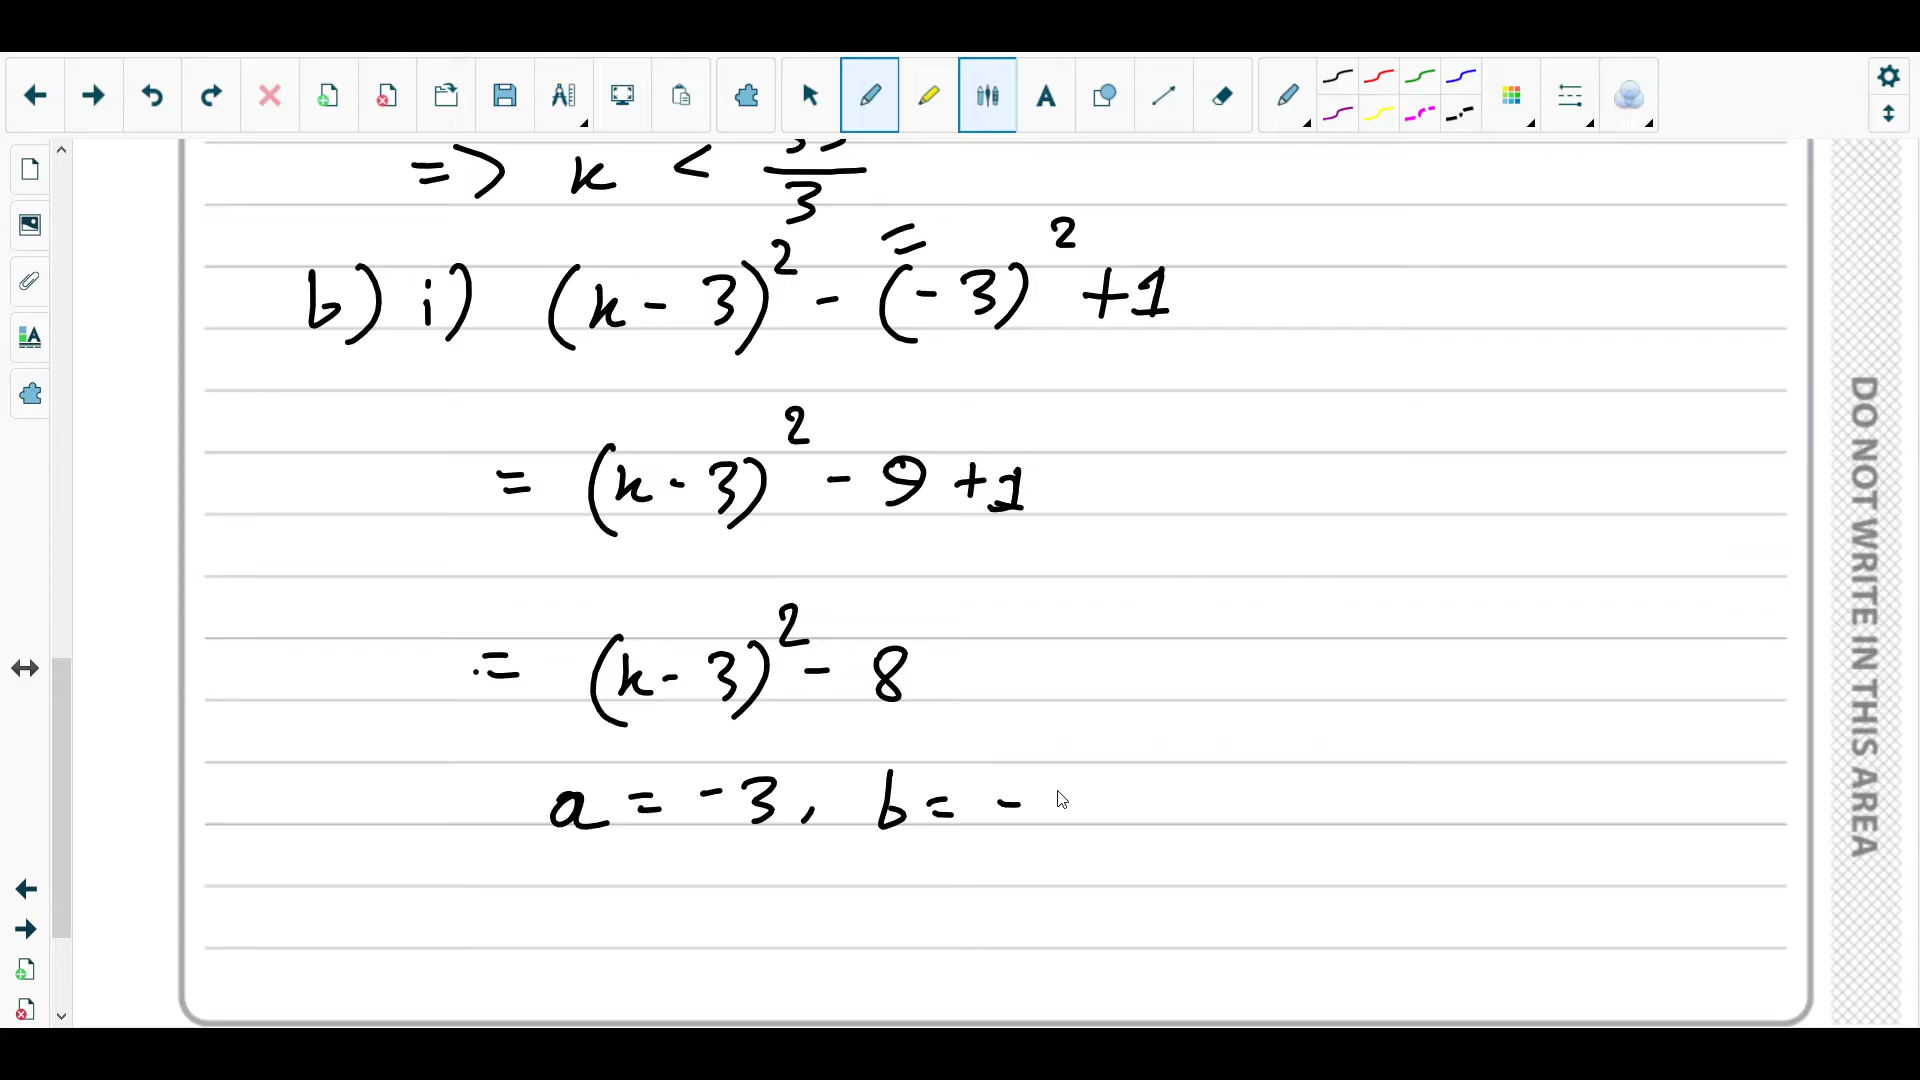 => k < /3
=
b) i) (k - 3)² - (-3)² + 1
= (k - 3)² - 9 + 1
.= (k - 3)² - 8
a = -3, b = -
DO NOT WRITE IN THIS AREA